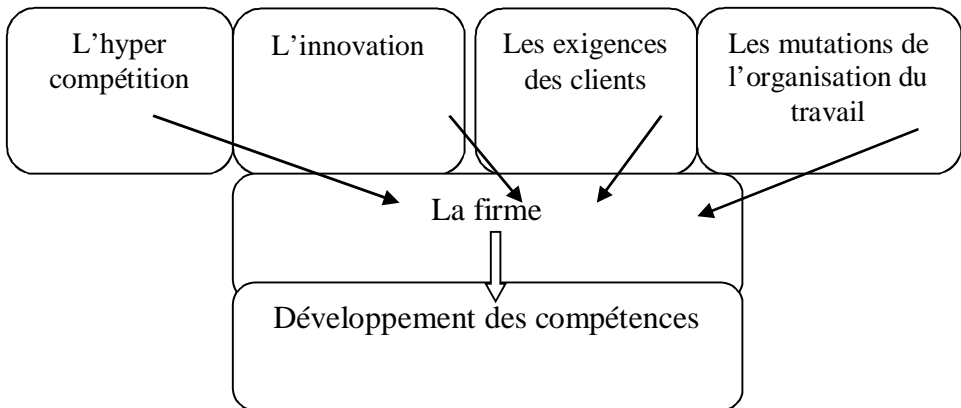 L’hyper
compétition
L’innovation
Les exigences
des clients
Les mutations de
l’organisation du
travail
La firme
Développement des compétences